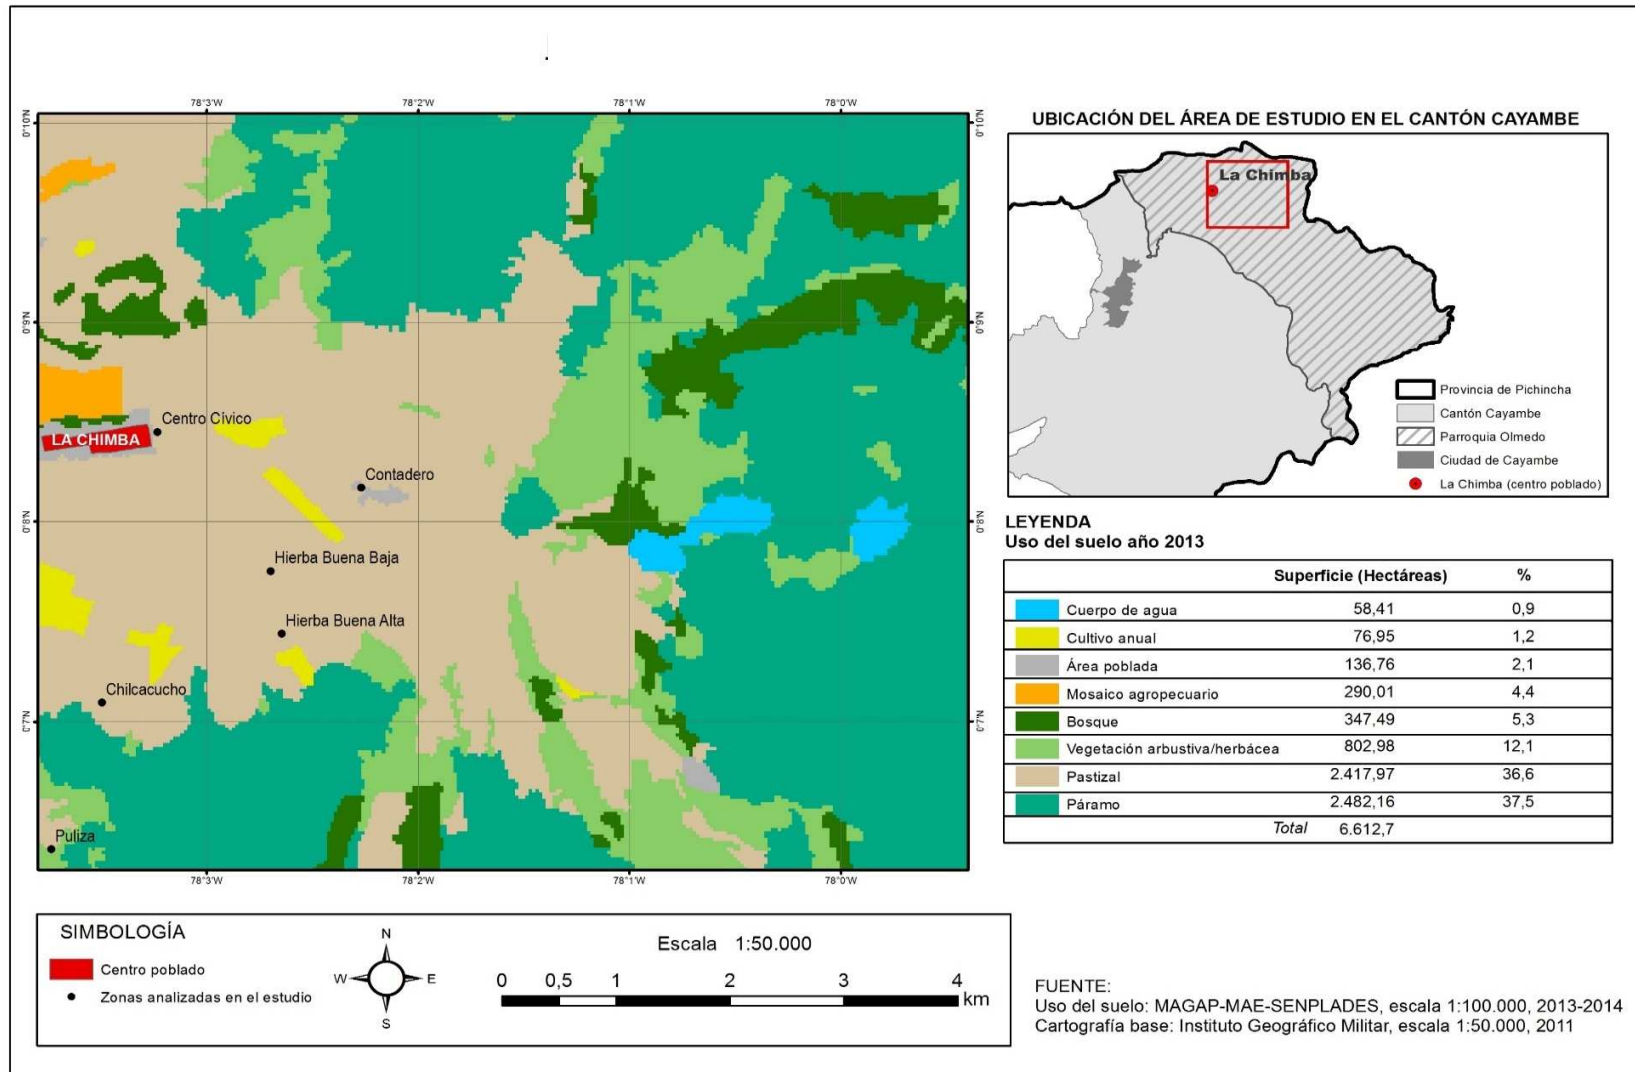 78°3'W 78°2'W 78°1'W 78°0'W
0°10'N 0°10'N
0°9'N 0°9'N
Centro Cívico
LA CHIMBA
Contadero
0°8'N 0°8'N
Hierba Buena Baja
Hierba Buena Alta
Chilcacucho
0°7'N 0°7'N
Puliza
78°3'W 78°2'W 78°1'W 78°0'W
UBICACIÓN DEL ÁREA DE ESTUDIO EN EL CANTÓN CAYAMBE
La Chimba
Provincia de Pichincha
Cantón Cayambe
Parroquia Olmedo
Ciudad de Cayambe
La Chimba (centro poblado)
LEYENDA
Uso del suelo año 2013
Superficie (Hectáreas) %
Cuerpo de agua 58,41 0,9
Cultivo anual 76,95 1,2
Área poblada 136,76 2,1
Mosaico agropecuario 290,01 4,4
Bosque 347,49 5,3
Vegetación arbustiva/herbácea 802,98 12,1
Pastizal 2.417,97 36,6
Páramo 2.482,16 37,5
Total 6.612,7
SIMBOLOGÍA
Centro poblado
Zonas analizadas en el estudio
N
W E
S
Escala 1:50.000
0 0,5 1 2 3 4
km
FUENTE:
Uso del suelo: MAGAP-MAE-SENPLADES, escala 1:100.000, 2013-2014
Cartografía base: Instituto Geográfico Militar, escala 1:50.000, 2011